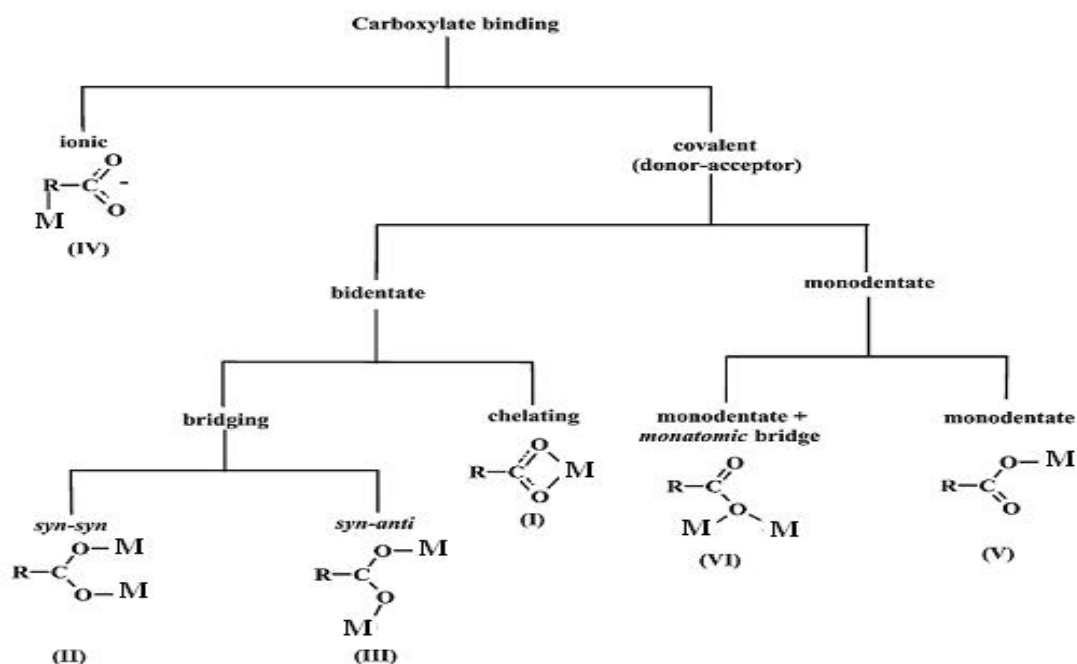 Carboxylate binding
ionic
covalent
(donor-acceptor)
O
R C -
O
M
(IV)
bidentate
monodentate
bridging
chelating
monodentate +
monatomic bridge
monodentate
O
R C M
O
(I)
O
R C
O
M M
(VI)
O M
C
R O
(V)
syn-syn
O M
R C
O M
(II)
syn-anti
O M
R C
O
M
(III)